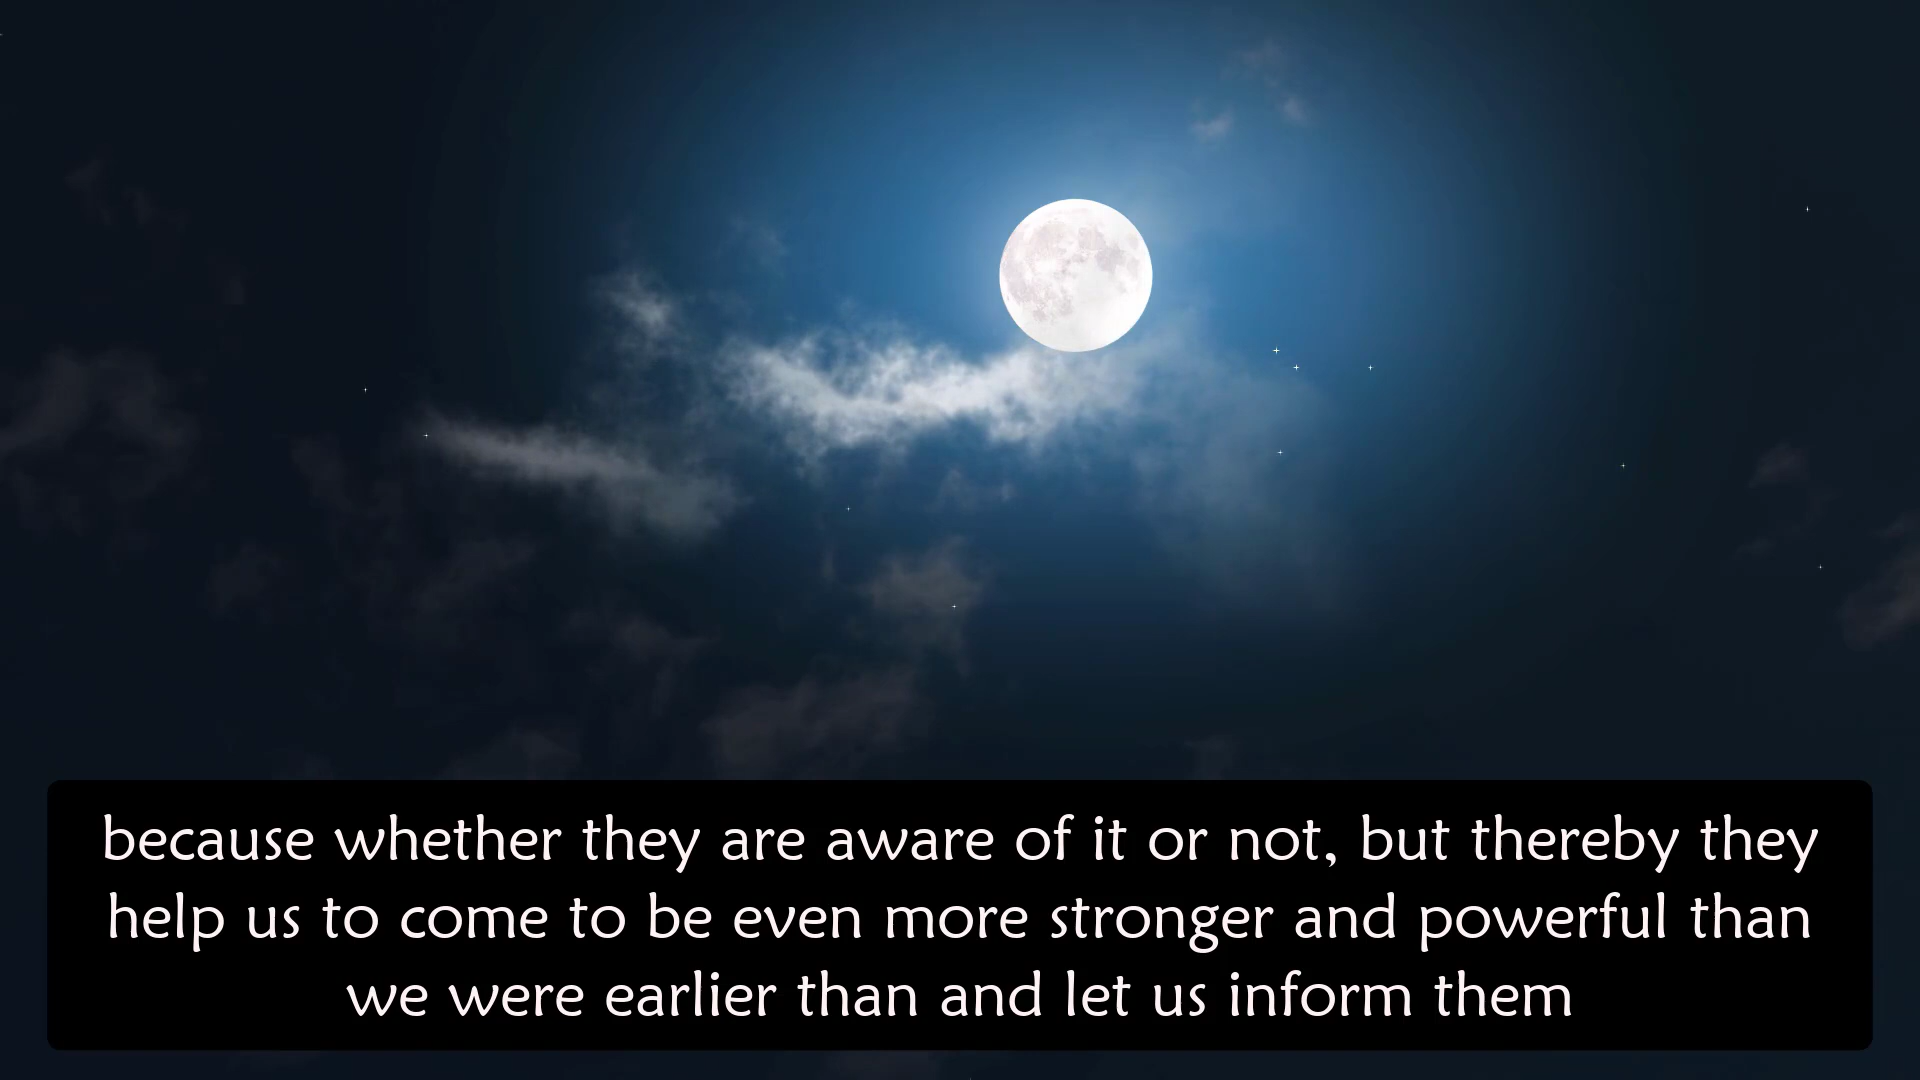 because whether they are aware of it or not, but thereby they
help us to come to be even more stronger and powerful than
we were earlier than and let us inform them